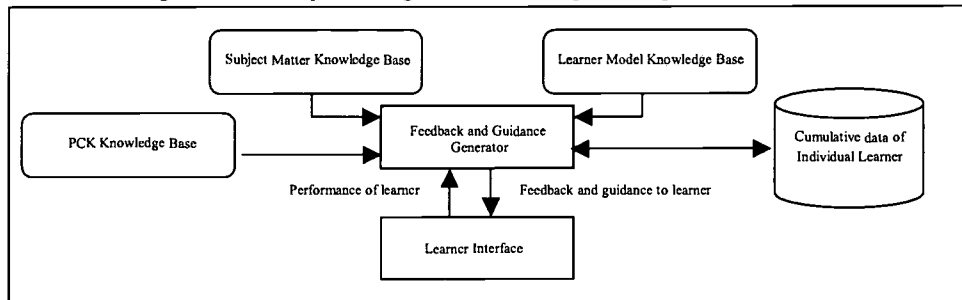 Subject Matter Knowledge Base
Learner Model Knowledge Base
PCK Knowledge Base
Feedback and Guidance
Generator
Cumulative data of
Individual Learner
Performance of learner
Feedback and guidance to learner
Learner Interface